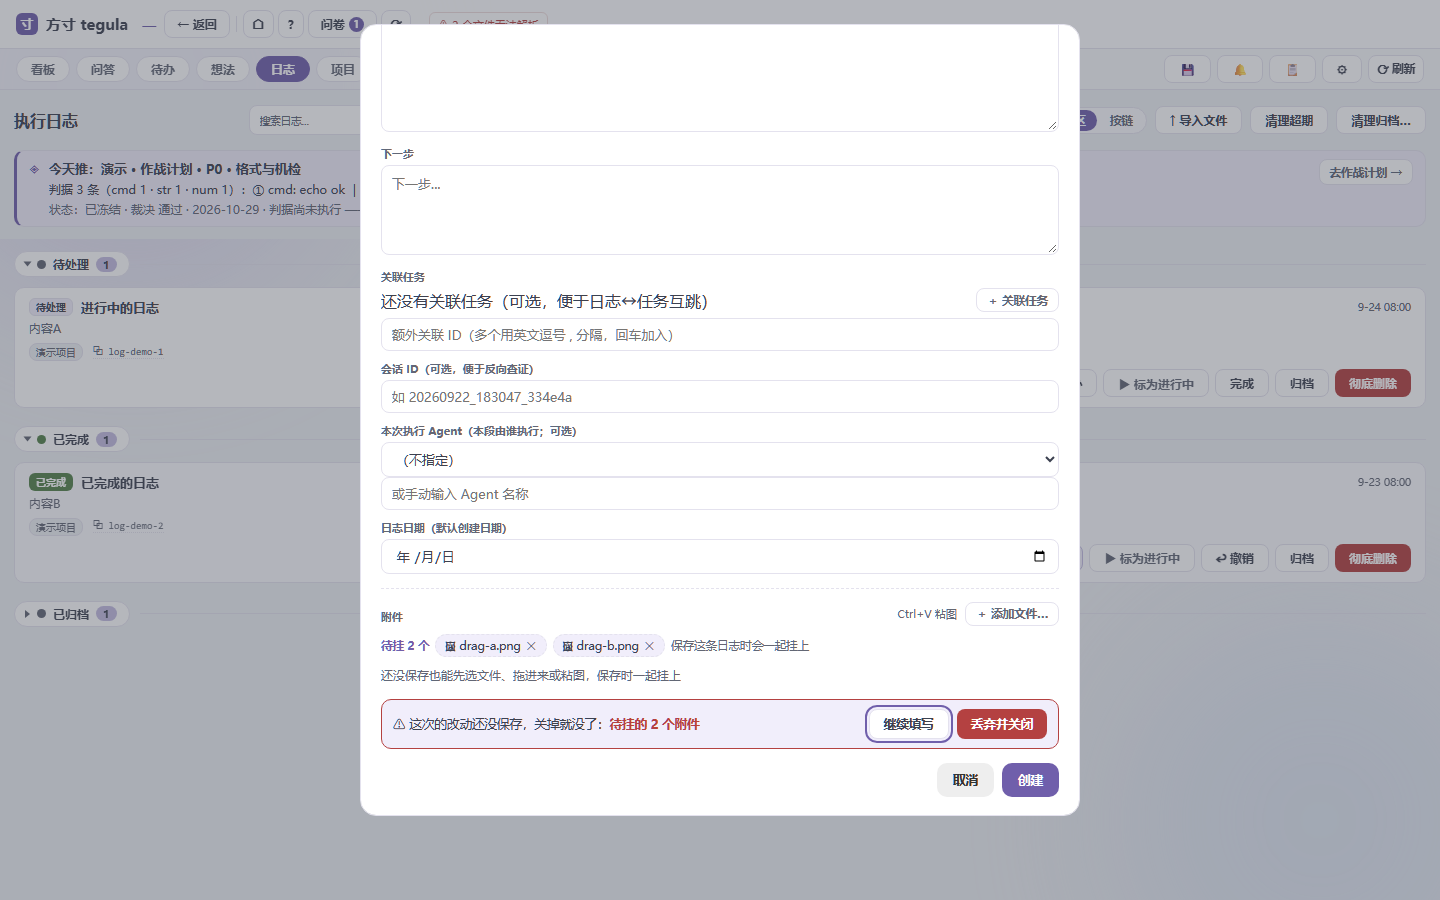 寸 方寸 tegula — ← 返回 ? 问卷 1
看板 问答 待办 想法 日志 项目 刷新
执行日志 搜索日志... 区 按链 ↑ 导入文件 清理超期 清理归档...
今天推：演示 • 作战计划 • P0 • 格式与机检 去作战计划 →
判据 3 条（cmd 1 · str 1 · num 1）：① cmd: echo ok |
状态：已冻结 · 裁决 通过 · 2026-10-29 · 判据尚未执行 —
待处理 1
待处理 进行中的日志 9-24 08:00
内容A
演示项目 log-demo-1
▶ 标为进行中 完成 归档 彻底删除
已完成 1
已完成 已完成的日志 9-23 08:00
内容B
演示项目 log-demo-2
▶ 标为进行中 ↩ 撤销 归档 彻底删除
已归档 1
下一步
下一步...
关联任务
还没有关联任务（可选，便于日志↔任务互跳） + 关联任务
额外关联 ID（多个用英文逗号 , 分隔，回车加入）
会话 ID（可选，便于反向查证）
如 20260922_183047_334e4a
本次执行 Agent（本段由谁执行；可选）
（不指定）
或手动输入 Agent 名称
日志日期（默认创建日期）
年 /月/日
附件 Ctrl+V 粘图 + 添加文件...
待挂 2 个 drag-a.png × drag-b.png × 保存这条日志时会一起挂上
还没保存也能先选文件、拖进来或粘图，保存时一起挂上
⚠ 这次的改动还没保存，关掉就没了：待挂的 2 个附件 继续填写 丢弃并关闭
取消 创建